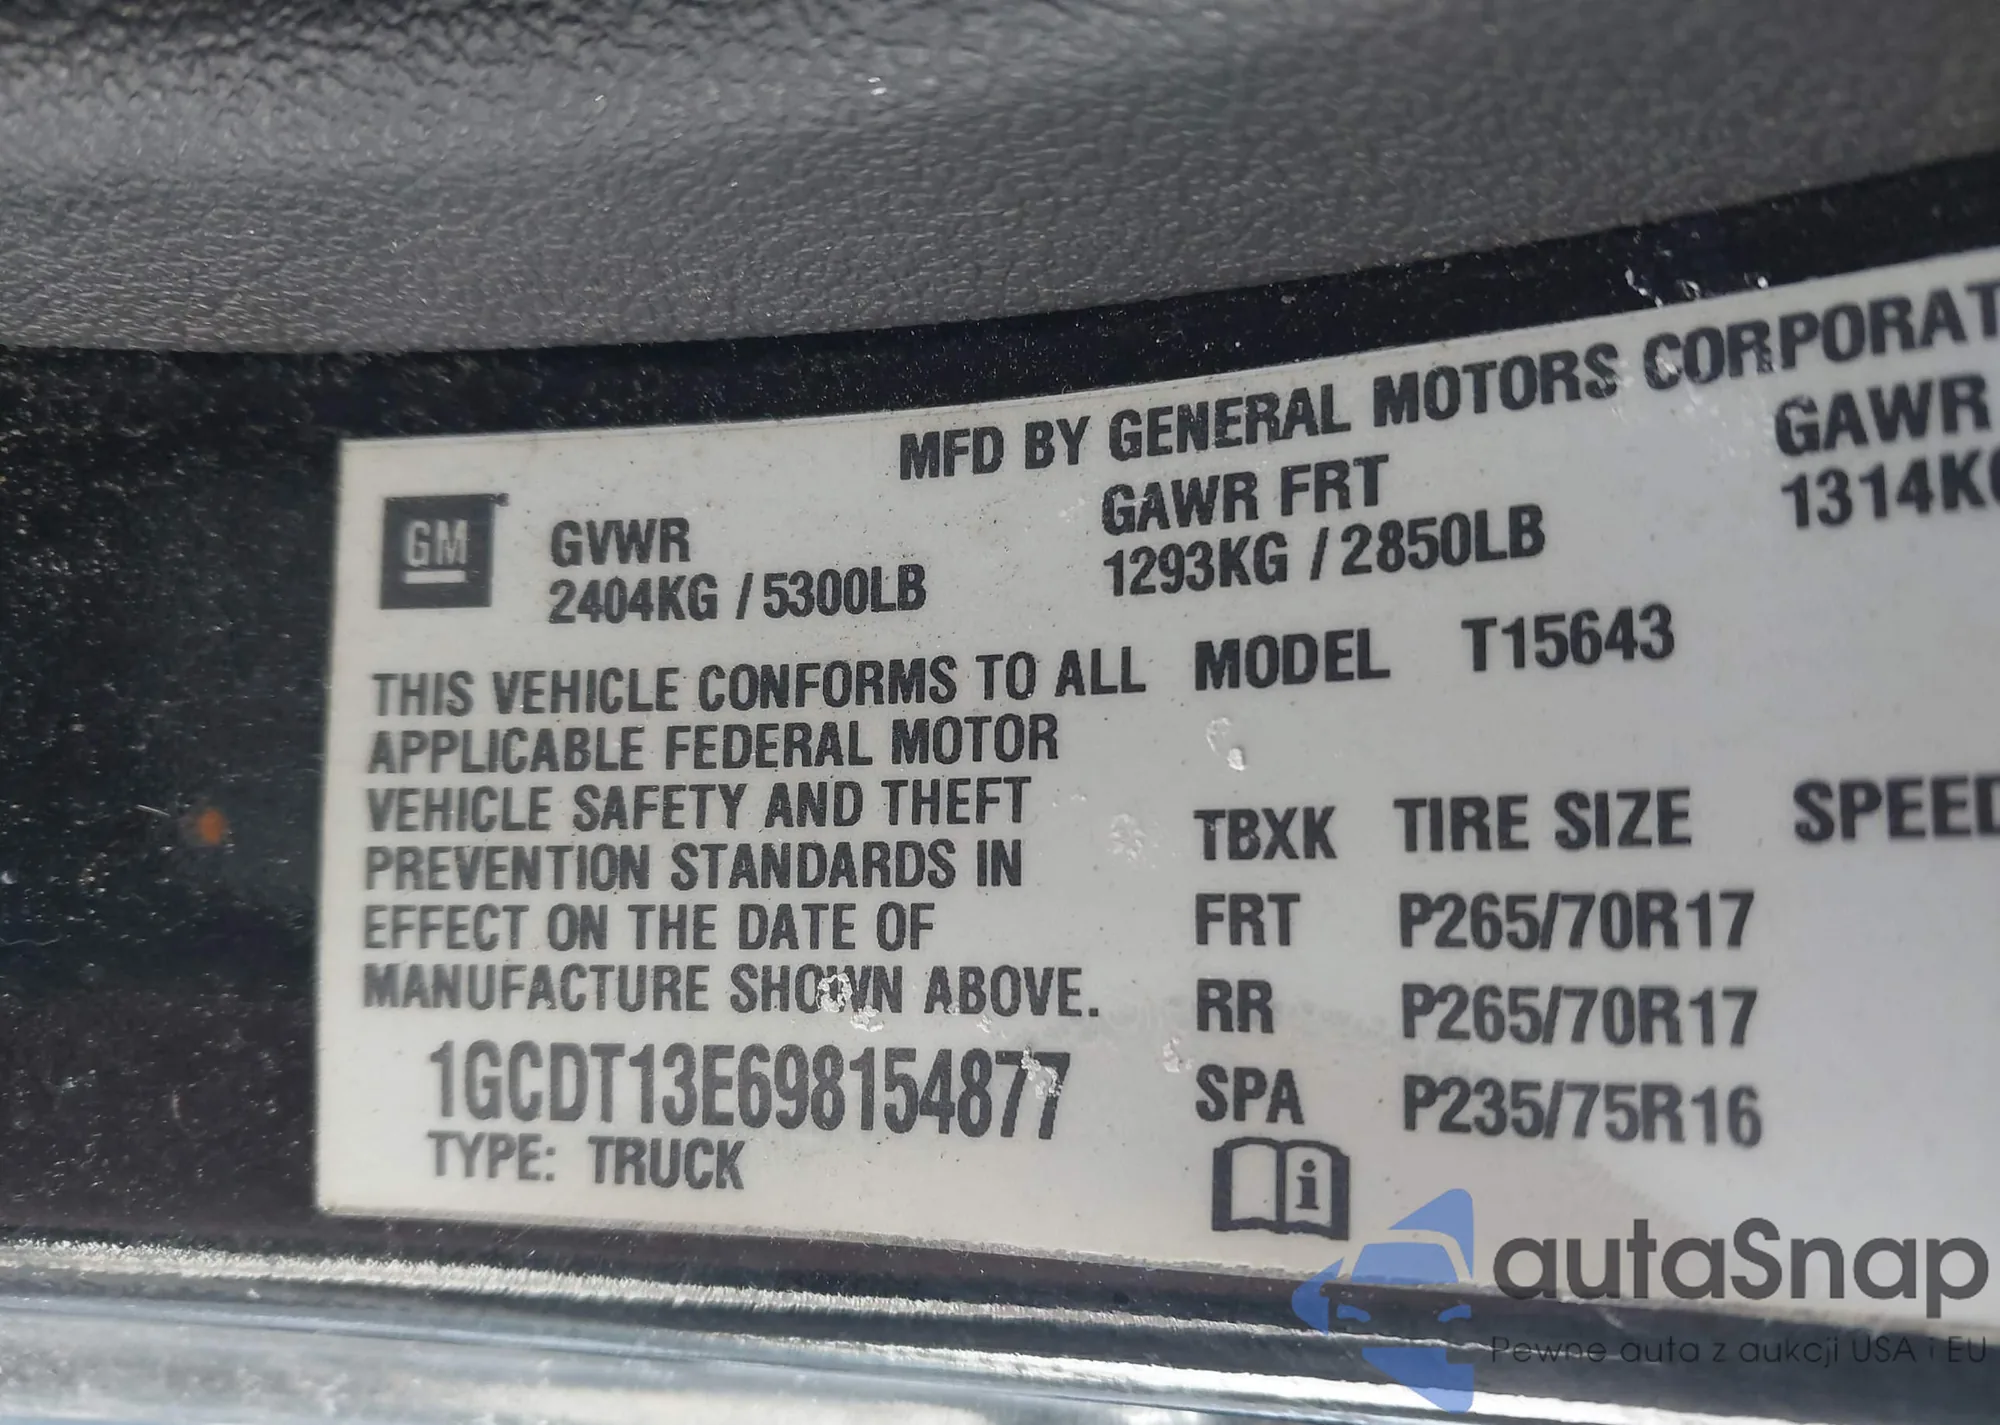 MFD BY GENERAL MOTORS CORPORAT
GM
GVWR
2404KG / 5300LB
GAWR FRT
1293KG / 2850LB
GAWR
1314KG
THIS VEHICLE CONFORMS TO ALL
APPLICABLE FEDERAL MOTOR
VEHICLE SAFETY AND THEFT
PREVENTION STANDARDS IN
EFFECT ON THE DATE OF
MANUFACTURE SHOWN ABOVE.
1GCDT13E698154877
TYPE: TRUCK
MODEL T15643
TBXK TIRE SIZE SPEED
FRT P265/70R17
RR P265/70R17
SPA P235/75R16
i
autaSnap
Pewne auta z aukcji USA i EU